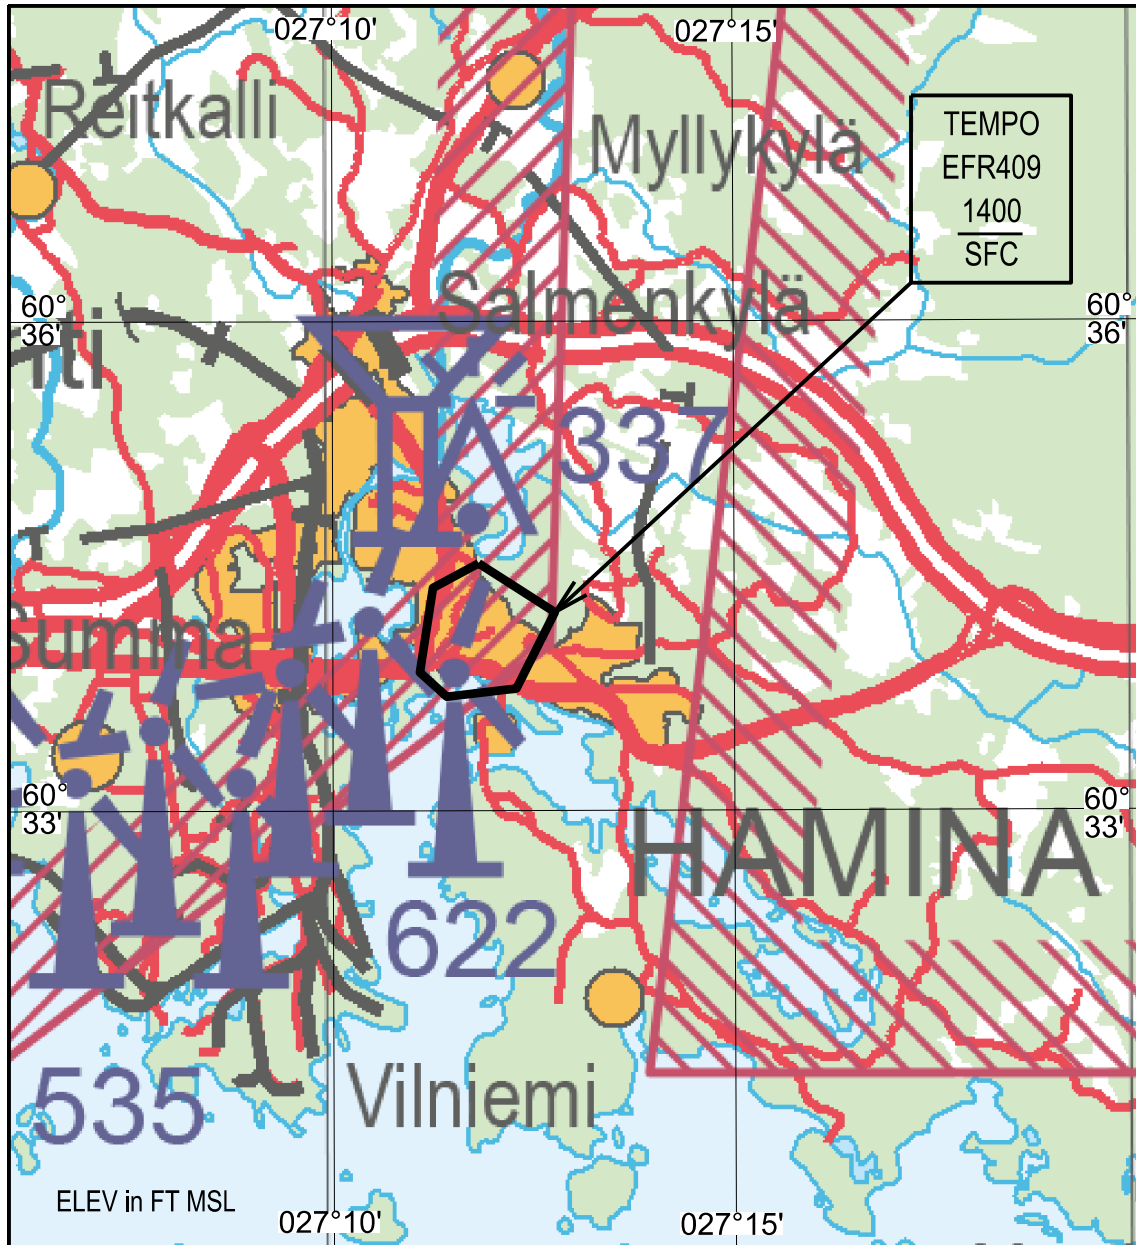 027°10'
027°15'
Reitkalli
Myllykylä
TEMPO
EFR409
1400
SFC
Salmenkylä
60°
36'
60°
36'
iti
337
Summa
60°
33'
60°
33'
HAMINA
622
535
Vilniemi
ELEV in FT MSL
027°10'
027°15'